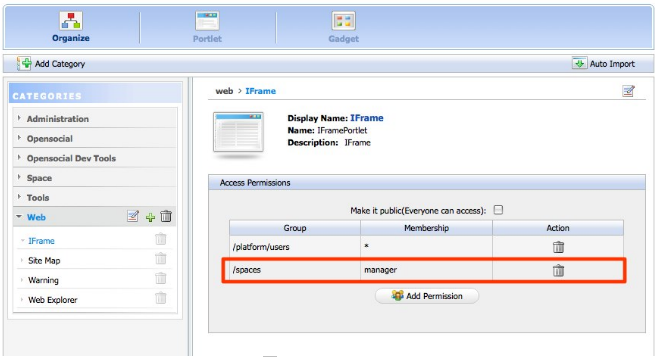 Organize
Portlet
Gadget
Add Category
Auto Import
CATEGORIES
Administration
Opensocial
Opensocial Dev Tools
Space
Tools
Web
IFrame
Site Map
Warning
Web Explorer
web > IFrame
Display Name: IFrame
Name: IFramePortlet
Description: IFrame
Access Permissions
Make it public(Everyone can access):
Group Membership Action
/platform/users *
/spaces manager
Add Permission